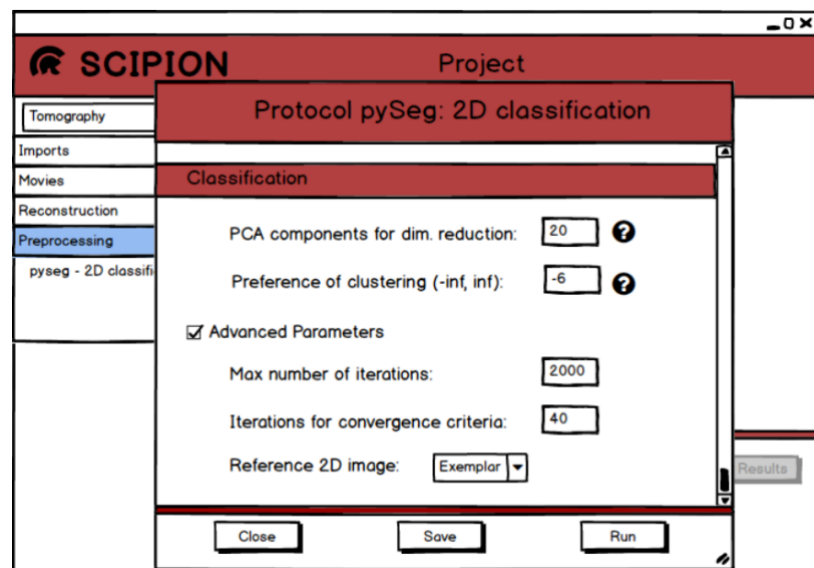 SCIPION
Project
Tomography
Imports
Movies
Reconstruction
Preprocessing
pyseg - 2D classifi
Protocol pySeg: 2D classification
Classification
PCA components for dim. reduction: 20 ?
Preference of clustering (-inf, inf): -6 ?
Advanced Parameters
Max number of iterations: 2000
Iterations for convergence criteria: 40
Reference 2D image: Exemplar
Results
Close Save Run